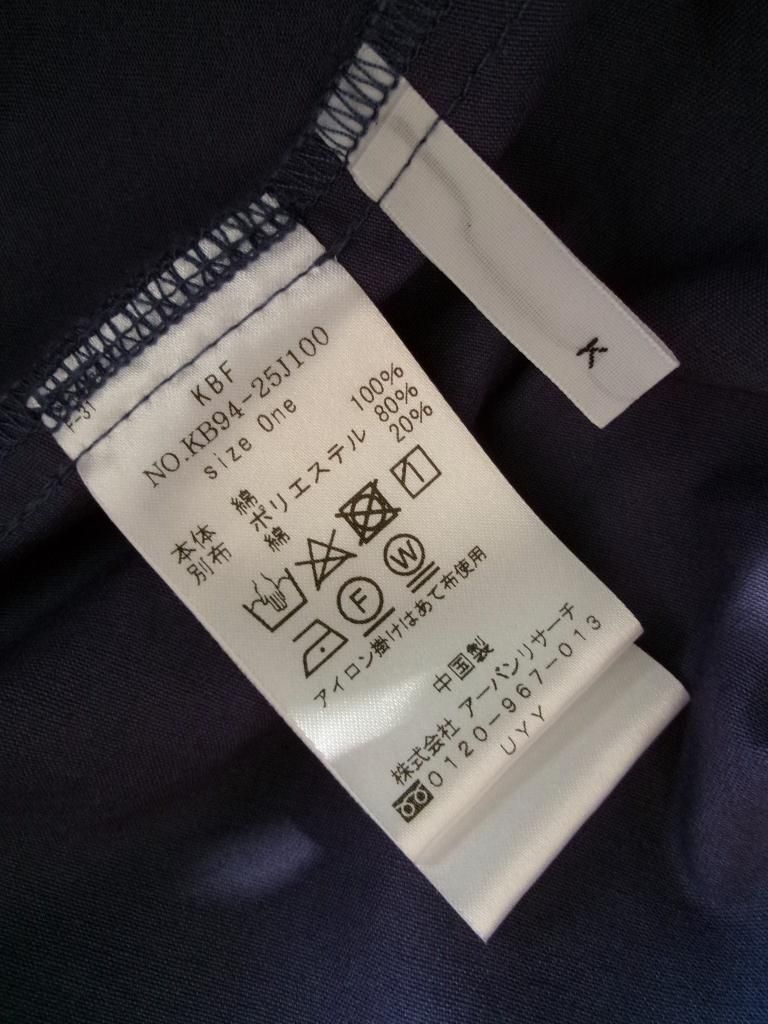 K
F-31
KBF
NO.KB94-25J100
size One
本体 綿 100%
別布 ポリエステル 80%
綿 20%
F W
アイロン掛けはあて布使用
中国製
株式会社 アーバンリサーチ
0120-967-013
UYY